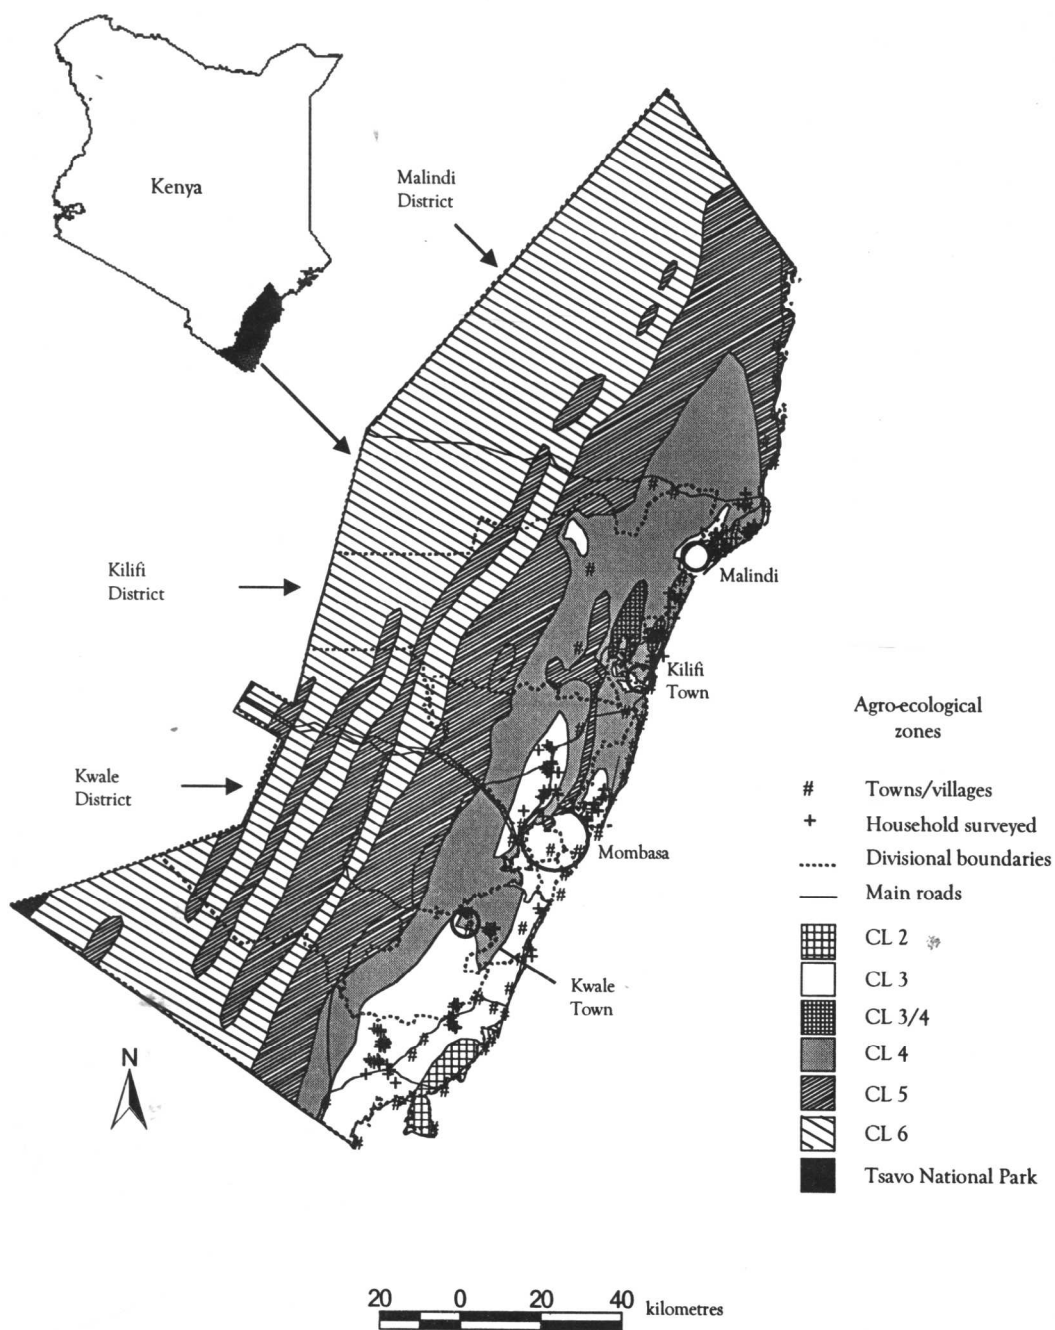 Kenya
Malindi
District
Kilifi
District
Kwale
District
Malindi
Kilifi
Town
Mombasa
Kwale
Town
N
Agro-ecological
zones
# Towns/villages
+ Household surveyed
Divisional boundaries
Main roads
CL 2
CL 3
CL 3/4
CL 4
CL 5
CL 6
Tsavo National Park
20 0 20 40 kilometres